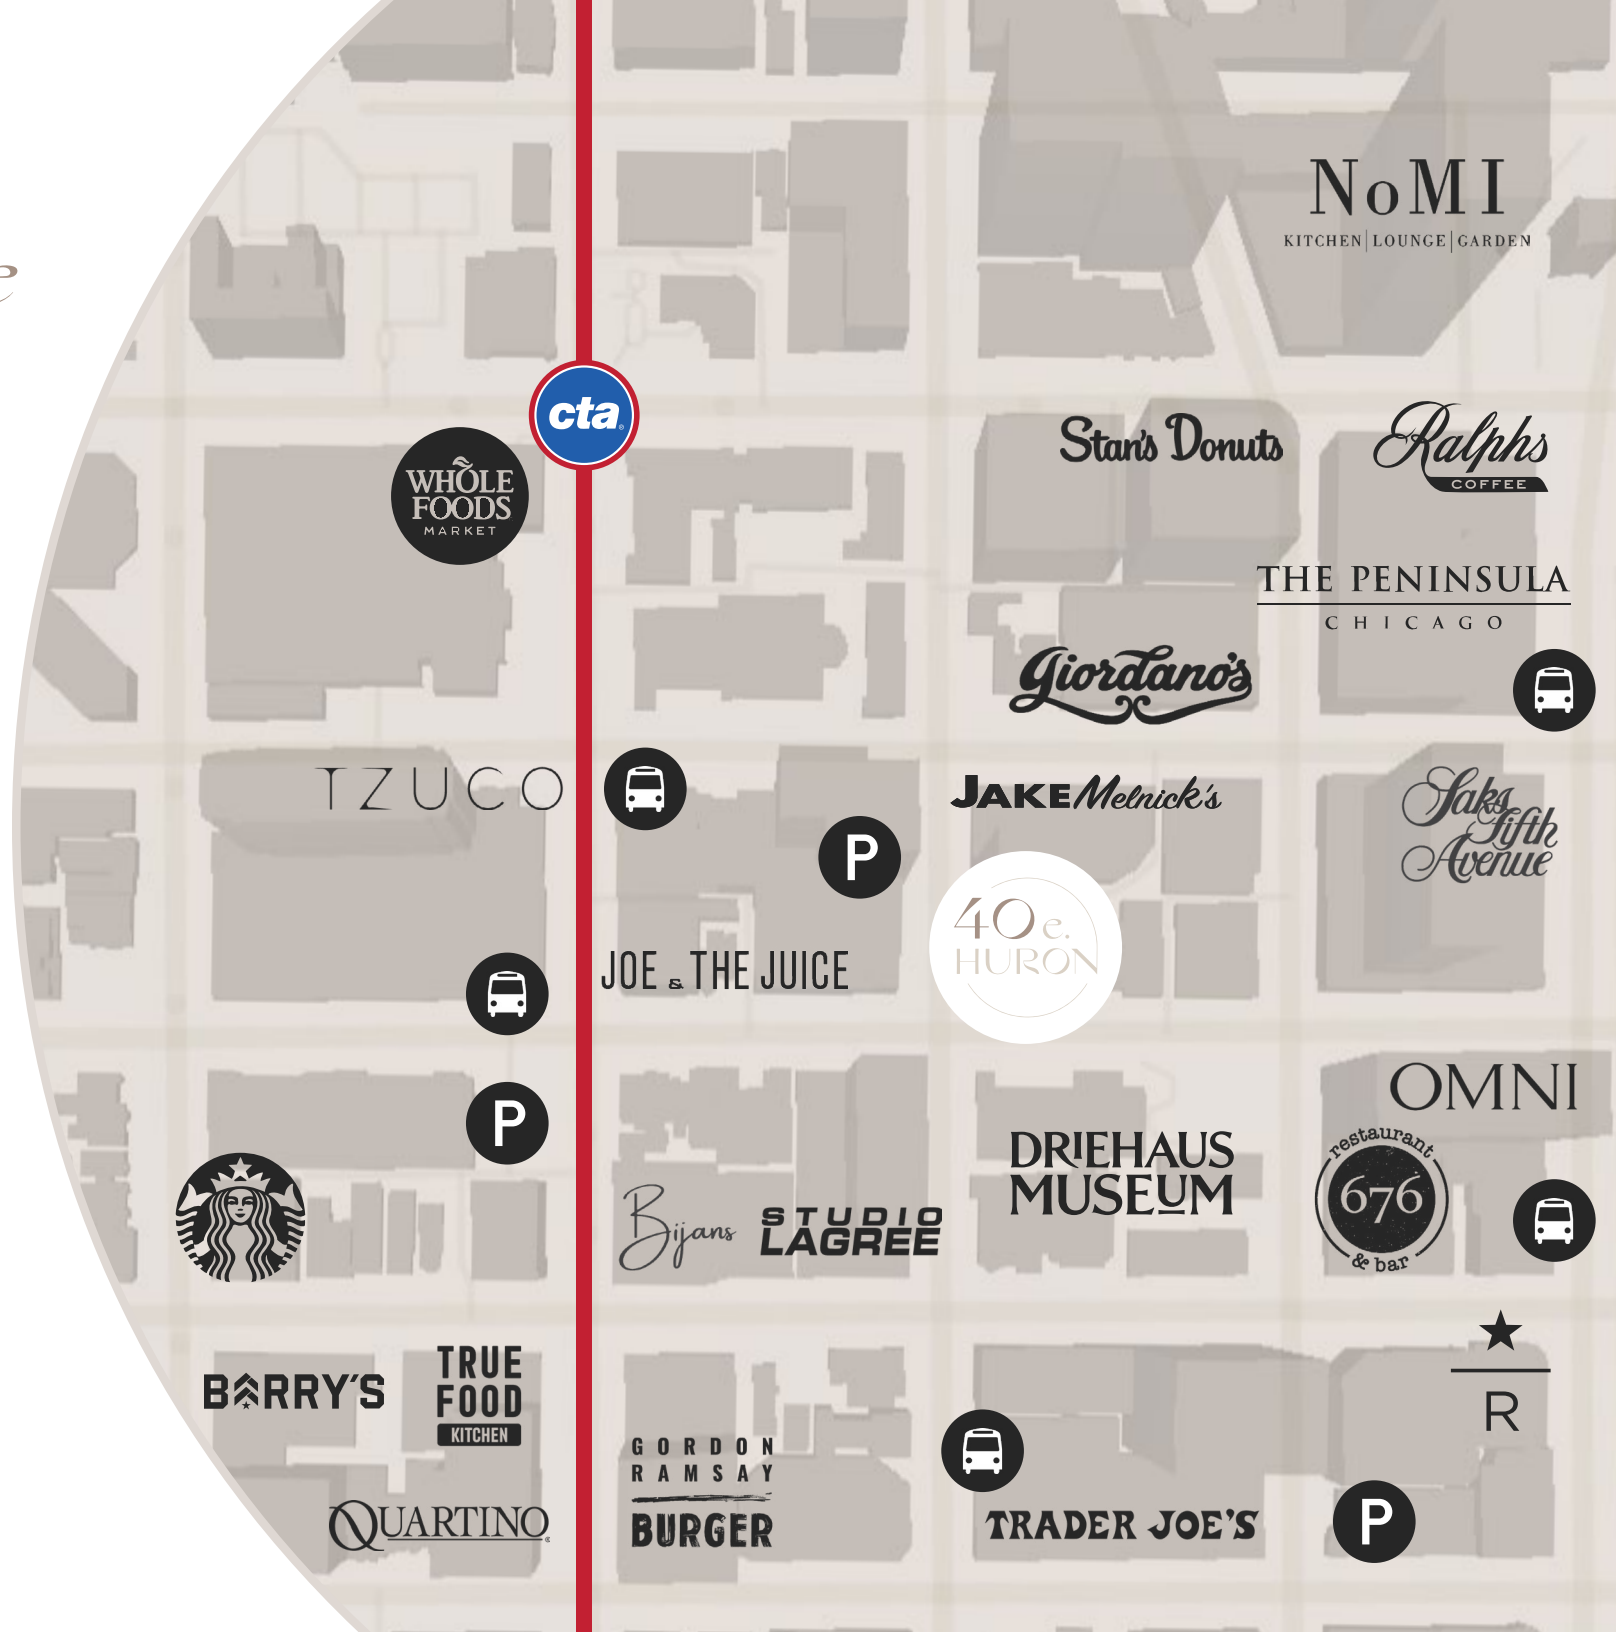 NoMI
KITCHEN|LOUNGE|GARDEN
e
cta
®
WHOLE
FOODS
MARKET
Stan's Donuts
Ralphs
COFFEE
THE PENINSULA
CHICAGO
Giordano's
TZUCO
JAKE Melnick's
Saks
fifth
Avenue
P
40 e.
HURON
JOE & THE JUICE
OMNI
P
DRIEHAUS
MUSEUM
restaurant
676
& bar
Bijans
STUDIO
LAGREE
R
BARRY'S
TRUE
FOOD
KITCHEN
GORDON
RAMSAY
BURGER
QUARTINO
TRADER JOE'S
P